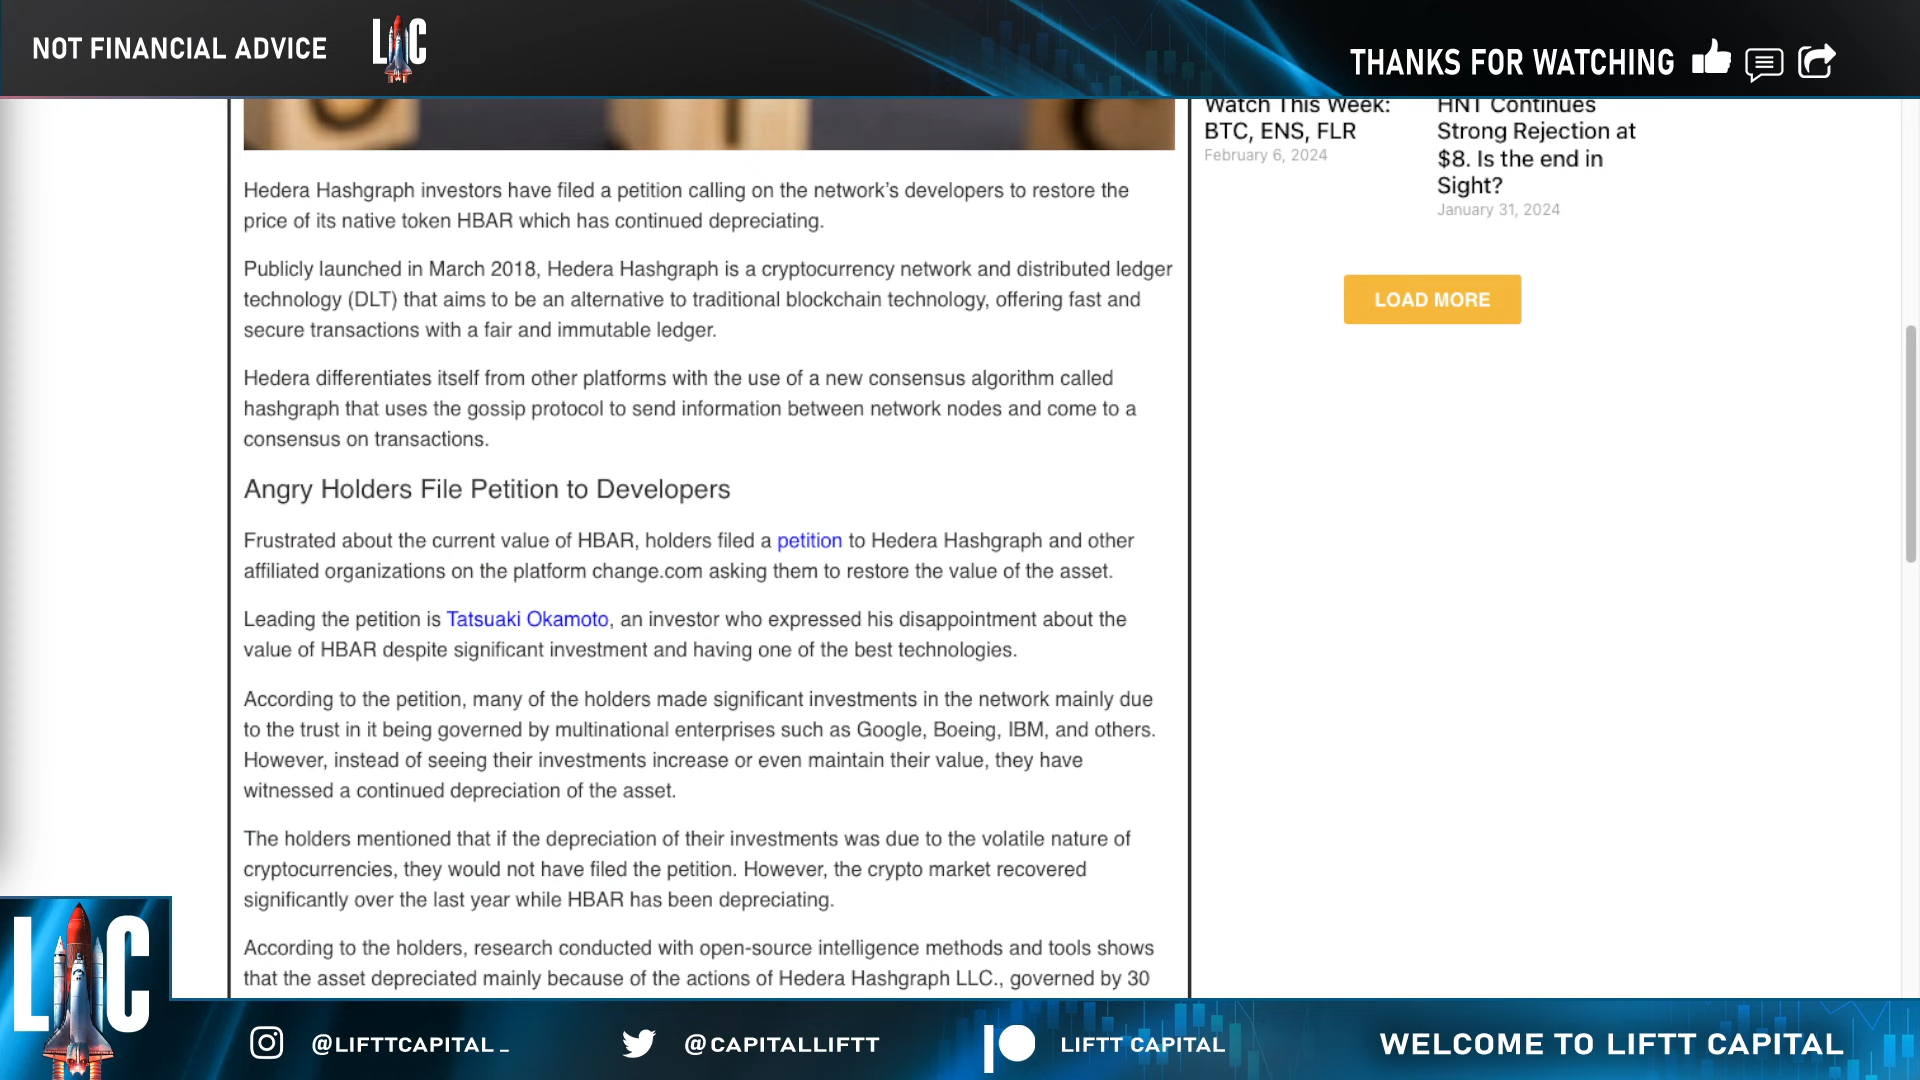 NOT FINANCIAL ADVICE
LC
THANKS FOR WATCHING
Watch This Week:
BTC, ENS, FLR
February 6, 2024
HNT Continues
Strong Rejection at
$8. Is the end in
Sight?
January 31, 2024
LOAD MORE
Hedera Hashgraph investors have filed a petition calling on the network's developers to restore the
price of its native token HBAR which has continued depreciating.
Publicly launched in March 2018, Hedera Hashgraph is a cryptocurrency network and distributed ledger
technology (DLT) that aims to be an alternative to traditional blockchain technology, offering fast and
secure transactions with a fair and immutable ledger.
Hedera differentiates itself from other platforms with the use of a new consensus algorithm called
hashgraph that uses the gossip protocol to send information between network nodes and come to a
consensus on transactions.
Angry Holders File Petition to Developers
Frustrated about the current value of HBAR, holders filed a petition to Hedera Hashgraph and other
affiliated organizations on the platform change.com asking them to restore the value of the asset.
Leading the petition is Tatsuaki Okamoto, an investor who expressed his disappointment about the
value of HBAR despite significant investment and having one of the best technologies.
According to the petition, many of the holders made significant investments in the network mainly due
to the trust in it being governed by multinational enterprises such as Google, Boeing, IBM, and others.
However, instead of seeing their investments increase or even maintain their value, they have
witnessed a continued depreciation of the asset.
The holders mentioned that if the depreciation of their investments was due to the volatile nature of
cryptocurrencies, they would not have filed the petition. However, the crypto market recovered
significantly over the last year while HBAR has been depreciating.
According to the holders, research conducted with open-source intelligence methods and tools shows
that the asset depreciated mainly because of the actions of Hedera Hashgraph LLC., governed by 30
LC
@LIFTTCAPITAL_
@CAPITALLIFTT
LIFTT CAPITAL
WELCOME TO LIFTT CAPITAL